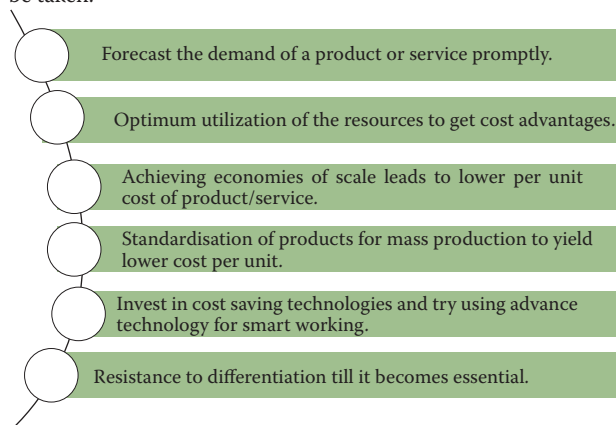 be taken:
Forecast the demand of a product or service promptly.
Optimum utilization of the resources to get cost advantages.
Achieving economies of scale leads to lower per unit
cost of product/service.
Standardisation of products for mass production to yield
lower cost per unit.
Invest in cost saving technologies and try using advance
technology for smart working.
Resistance to differentiation till it becomes essential.